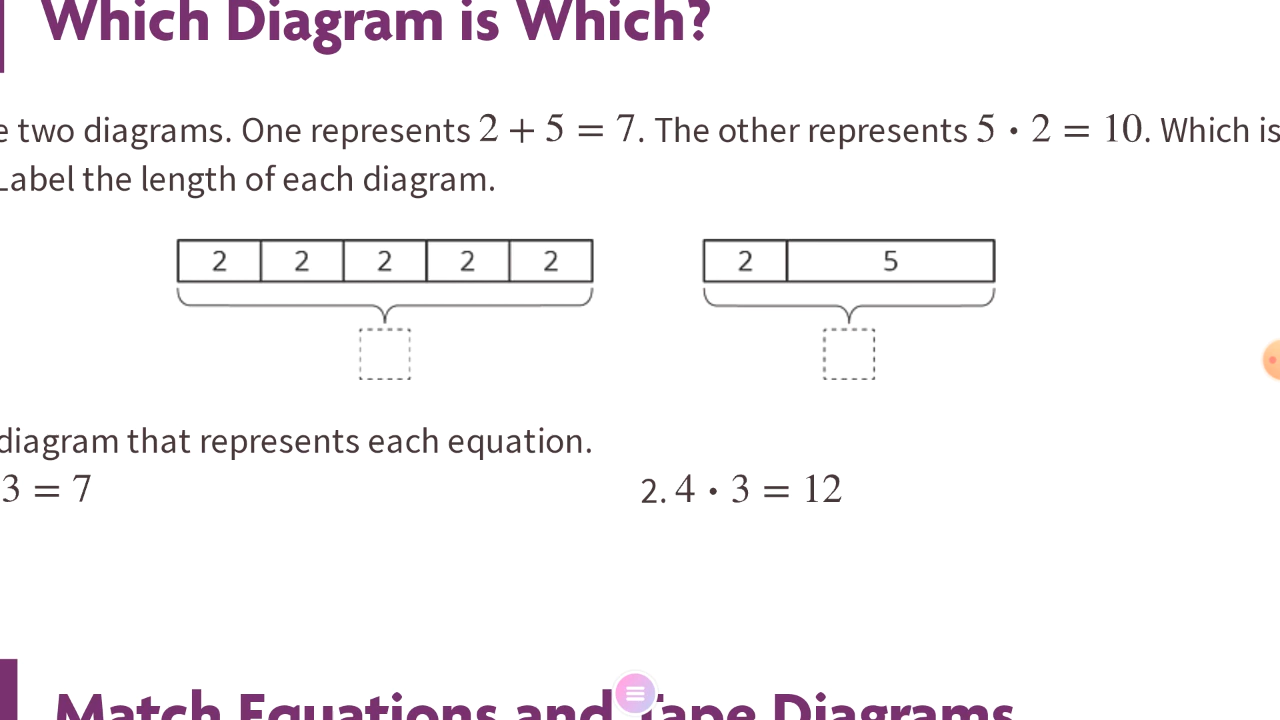 Which Diagram is Which?
e two diagrams. One represents 2 + 5 = 7. The other represents 5 · 2 = 10. Which is
Label the length of each diagram.
2 2 2 2 2 2 5
diagram that represents each equation.
3 = 7 2. 4 · 3 = 12
Match Equations and Tape Diagrams